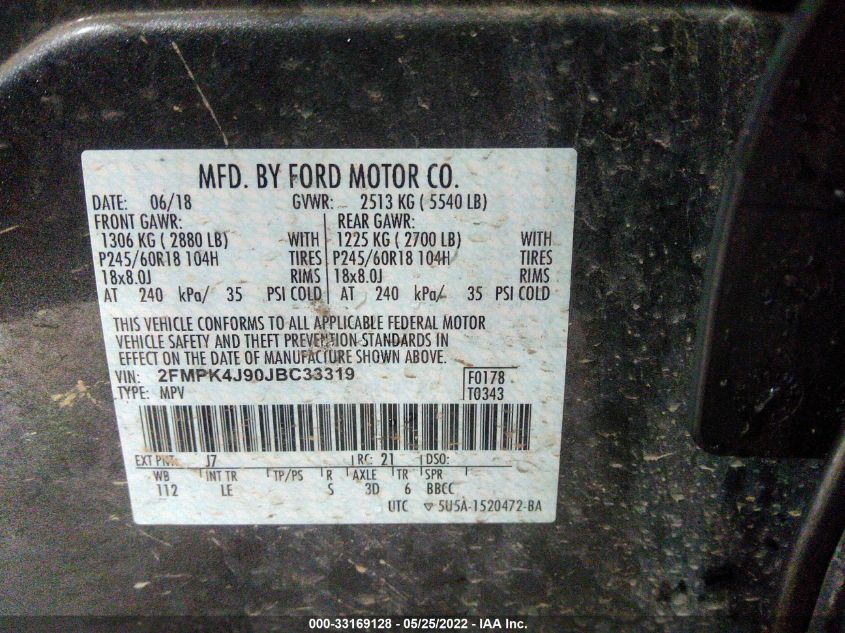 MFD. BY FORD MOTOR CO.
DATE: 06/18 GVWR: 2513 KG ( 5540 LB)
FRONT GAWR: REAR GAWR:
1306 KG ( 2880 LB) WITH 1225 KG ( 2700 LB) WITH
P245/60R18 104H TIRES P245/60R18 104H TIRES
18x8.0J RIMS 18x8.0J RIMS
AT 240 kPa/ 35 PSI COLD AT 240 kPa/ 35 PSI COLD
THIS VEHICLE CONFORMS TO ALL APPLICABLE FEDERAL MOTOR
VEHICLE SAFETY AND THEFT PREVENTION STANDARDS IN
EFFECT ON THE DATE OF MANUFACTURE SHOWN ABOVE.
VIN: 2FMPK4J90JBC33319 F0178
TYPE: MPV T0343
EXT PNT: J7 RC: 21 DSO:
WB INT TR TP/PS R AXLE TR SPR
112 LE S 3D 6 BBCC
UTC ▽ 5U5A-1520472-BA
000-33169128 - 05/25/2022 - IAA Inc.